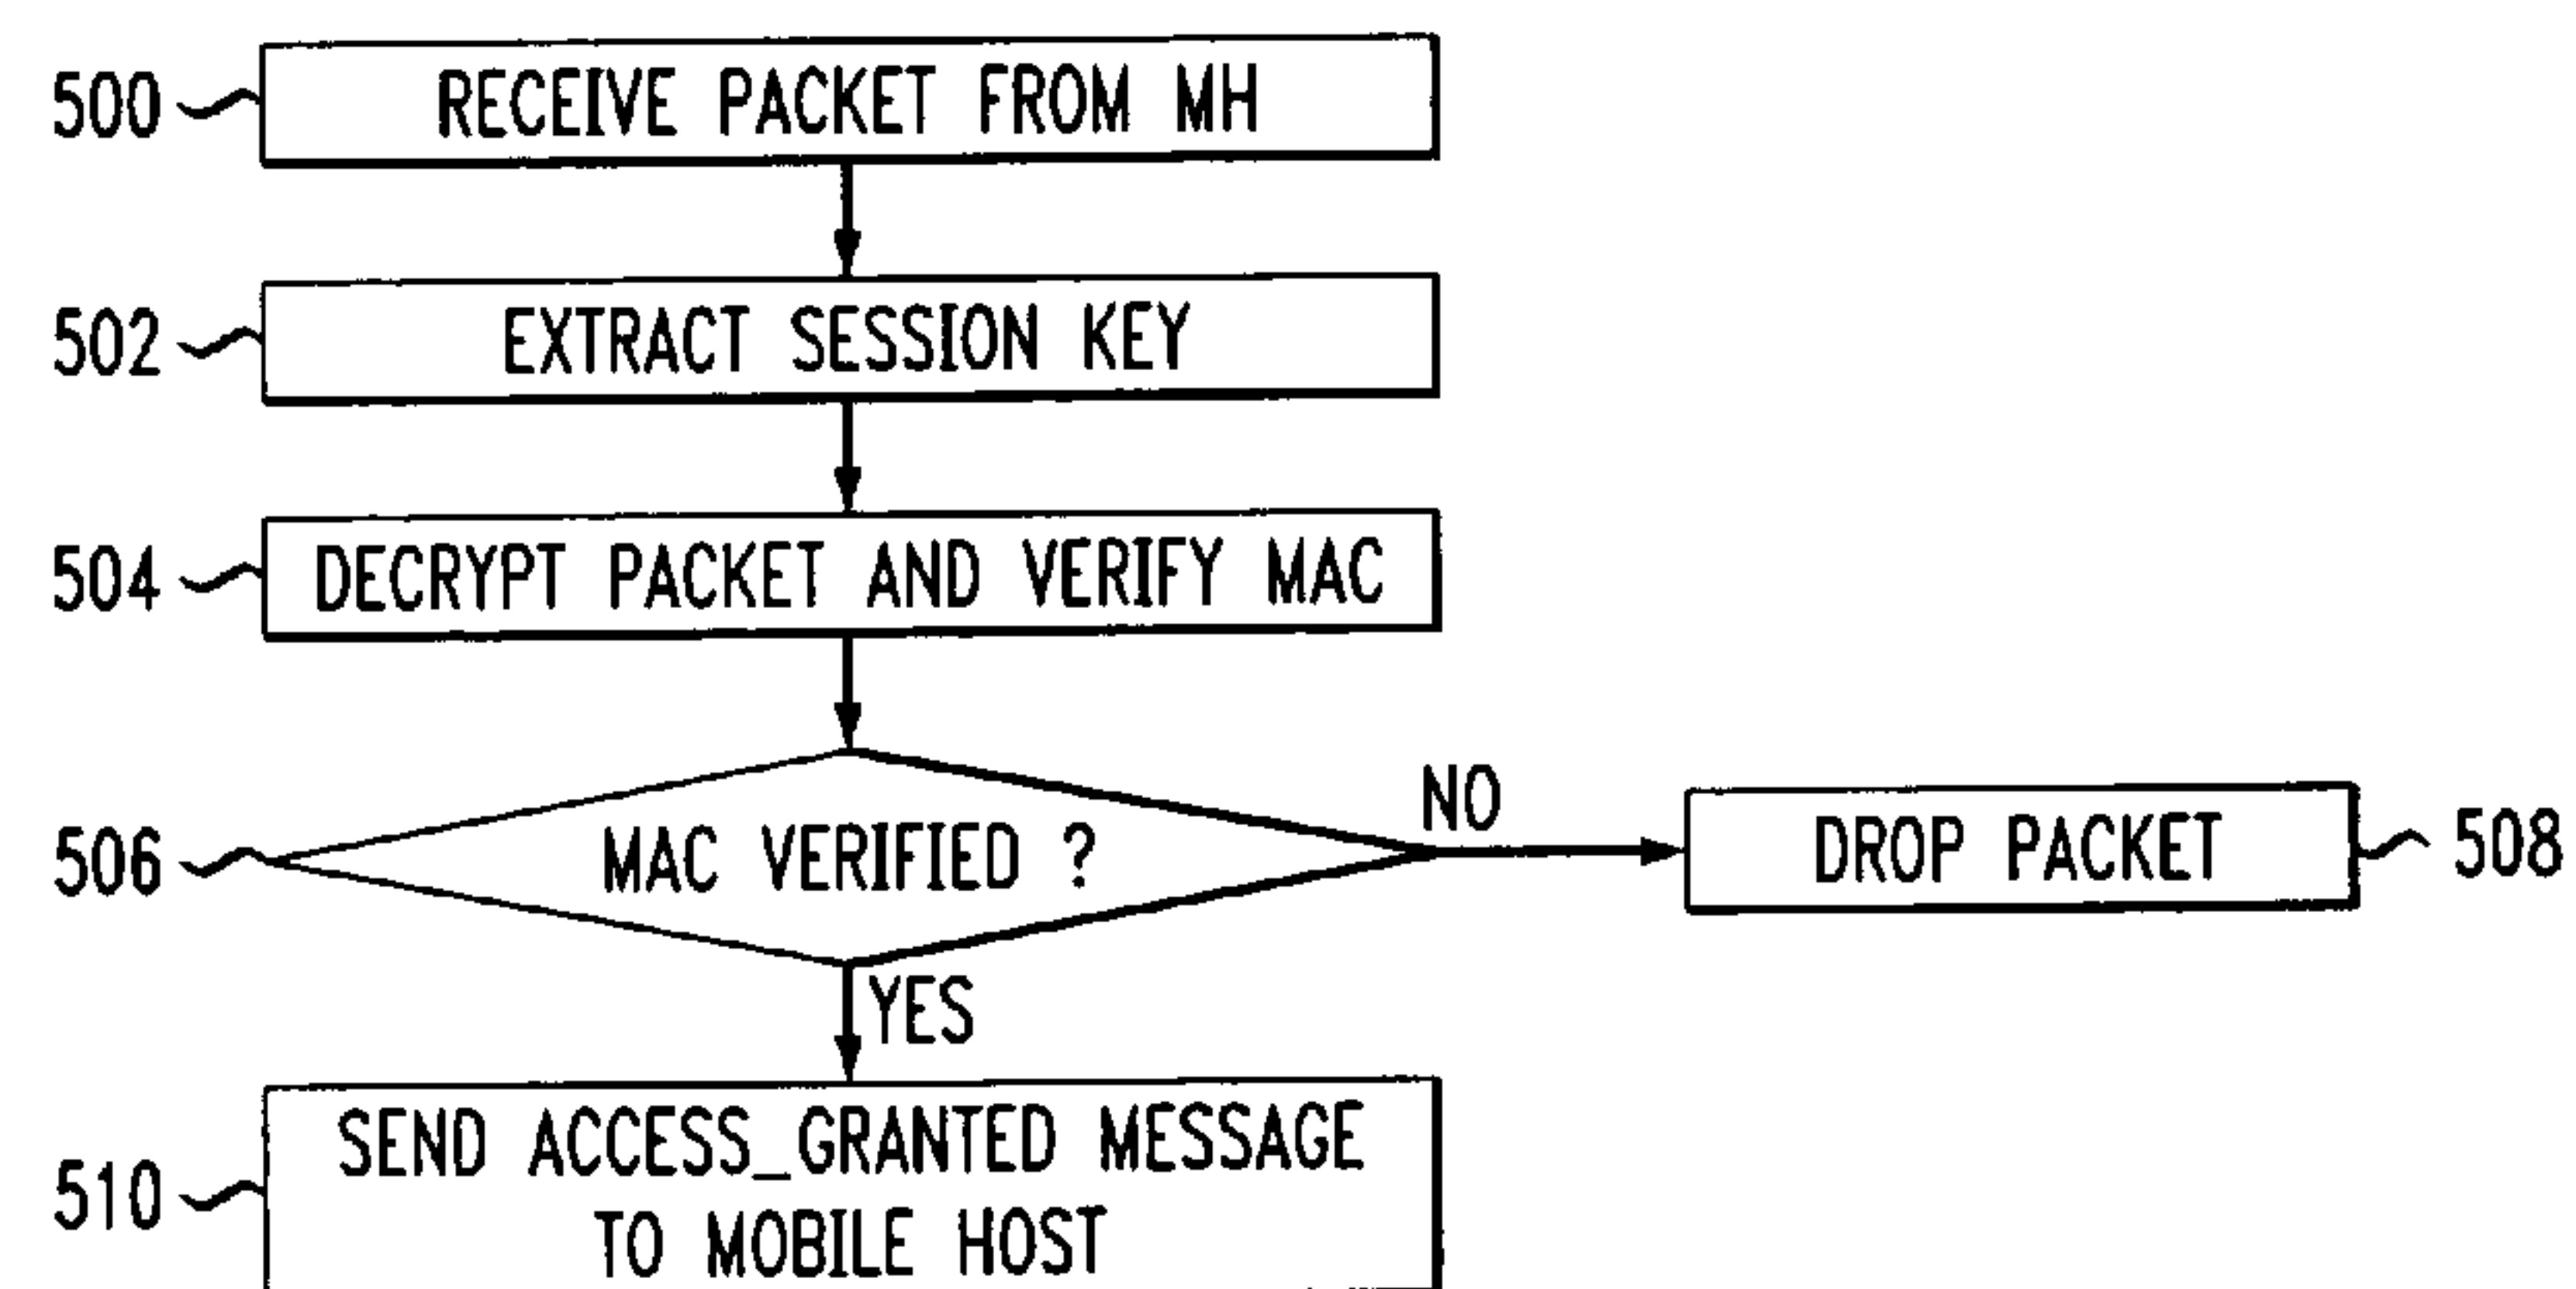 500 RECEIVE PACKET FROM MH
502 EXTRACT SESSION KEY
504 DECRYPT PACKET AND VERIFY MAC
506 MAC VERIFIED ?
NO
DROP PACKET 508
YES
510 SEND ACCESS_GRANTED MESSAGE
TO MOBILE HOST